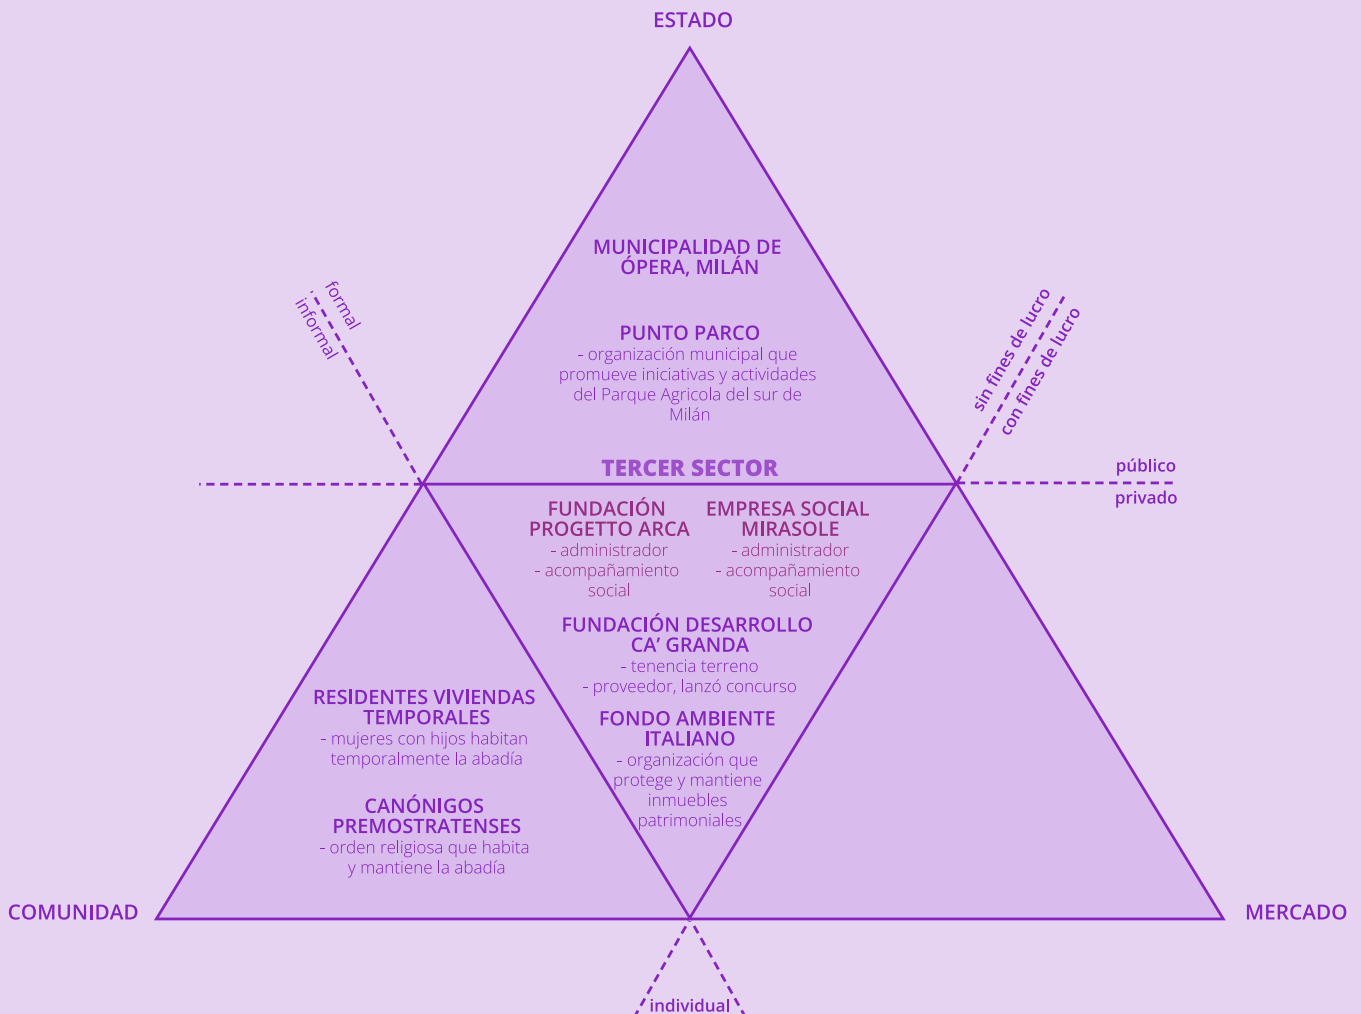 ESTADO
MUNICIPALIDAD DE
ÓPERA, MILÁN
PUNTO PARCO
- organización municipal que
promueve iniciativas y actividades
del Parque Agricola del sur de
Milán
formal
informal
sin fines de lucro
con fines de lucro
público
privado
TERCER SECTOR
FUNDACIÓN
PROGETTO ARCA
- administrador
- acompañamiento
social
EMPRESA SOCIAL
MIRASOLE
- administrador
- acompañamiento
social
FUNDACIÓN DESARROLLO
CA’ GRANDA
- tenencia terreno
- proveedor, lanzó concurso
FONDO AMBIENTE
ITALIANO
- organización que
protege y mantiene
inmuebles
patrimoniales
RESIDENTES VIVIENDAS
TEMPORALES
- mujeres con hijos habitan
temporalmente la abadía
CANÓNIGOS
PREMOSTRATENSES
- orden religiosa que habita
y mantiene la abadía
COMUNIDAD
MERCADO
individual